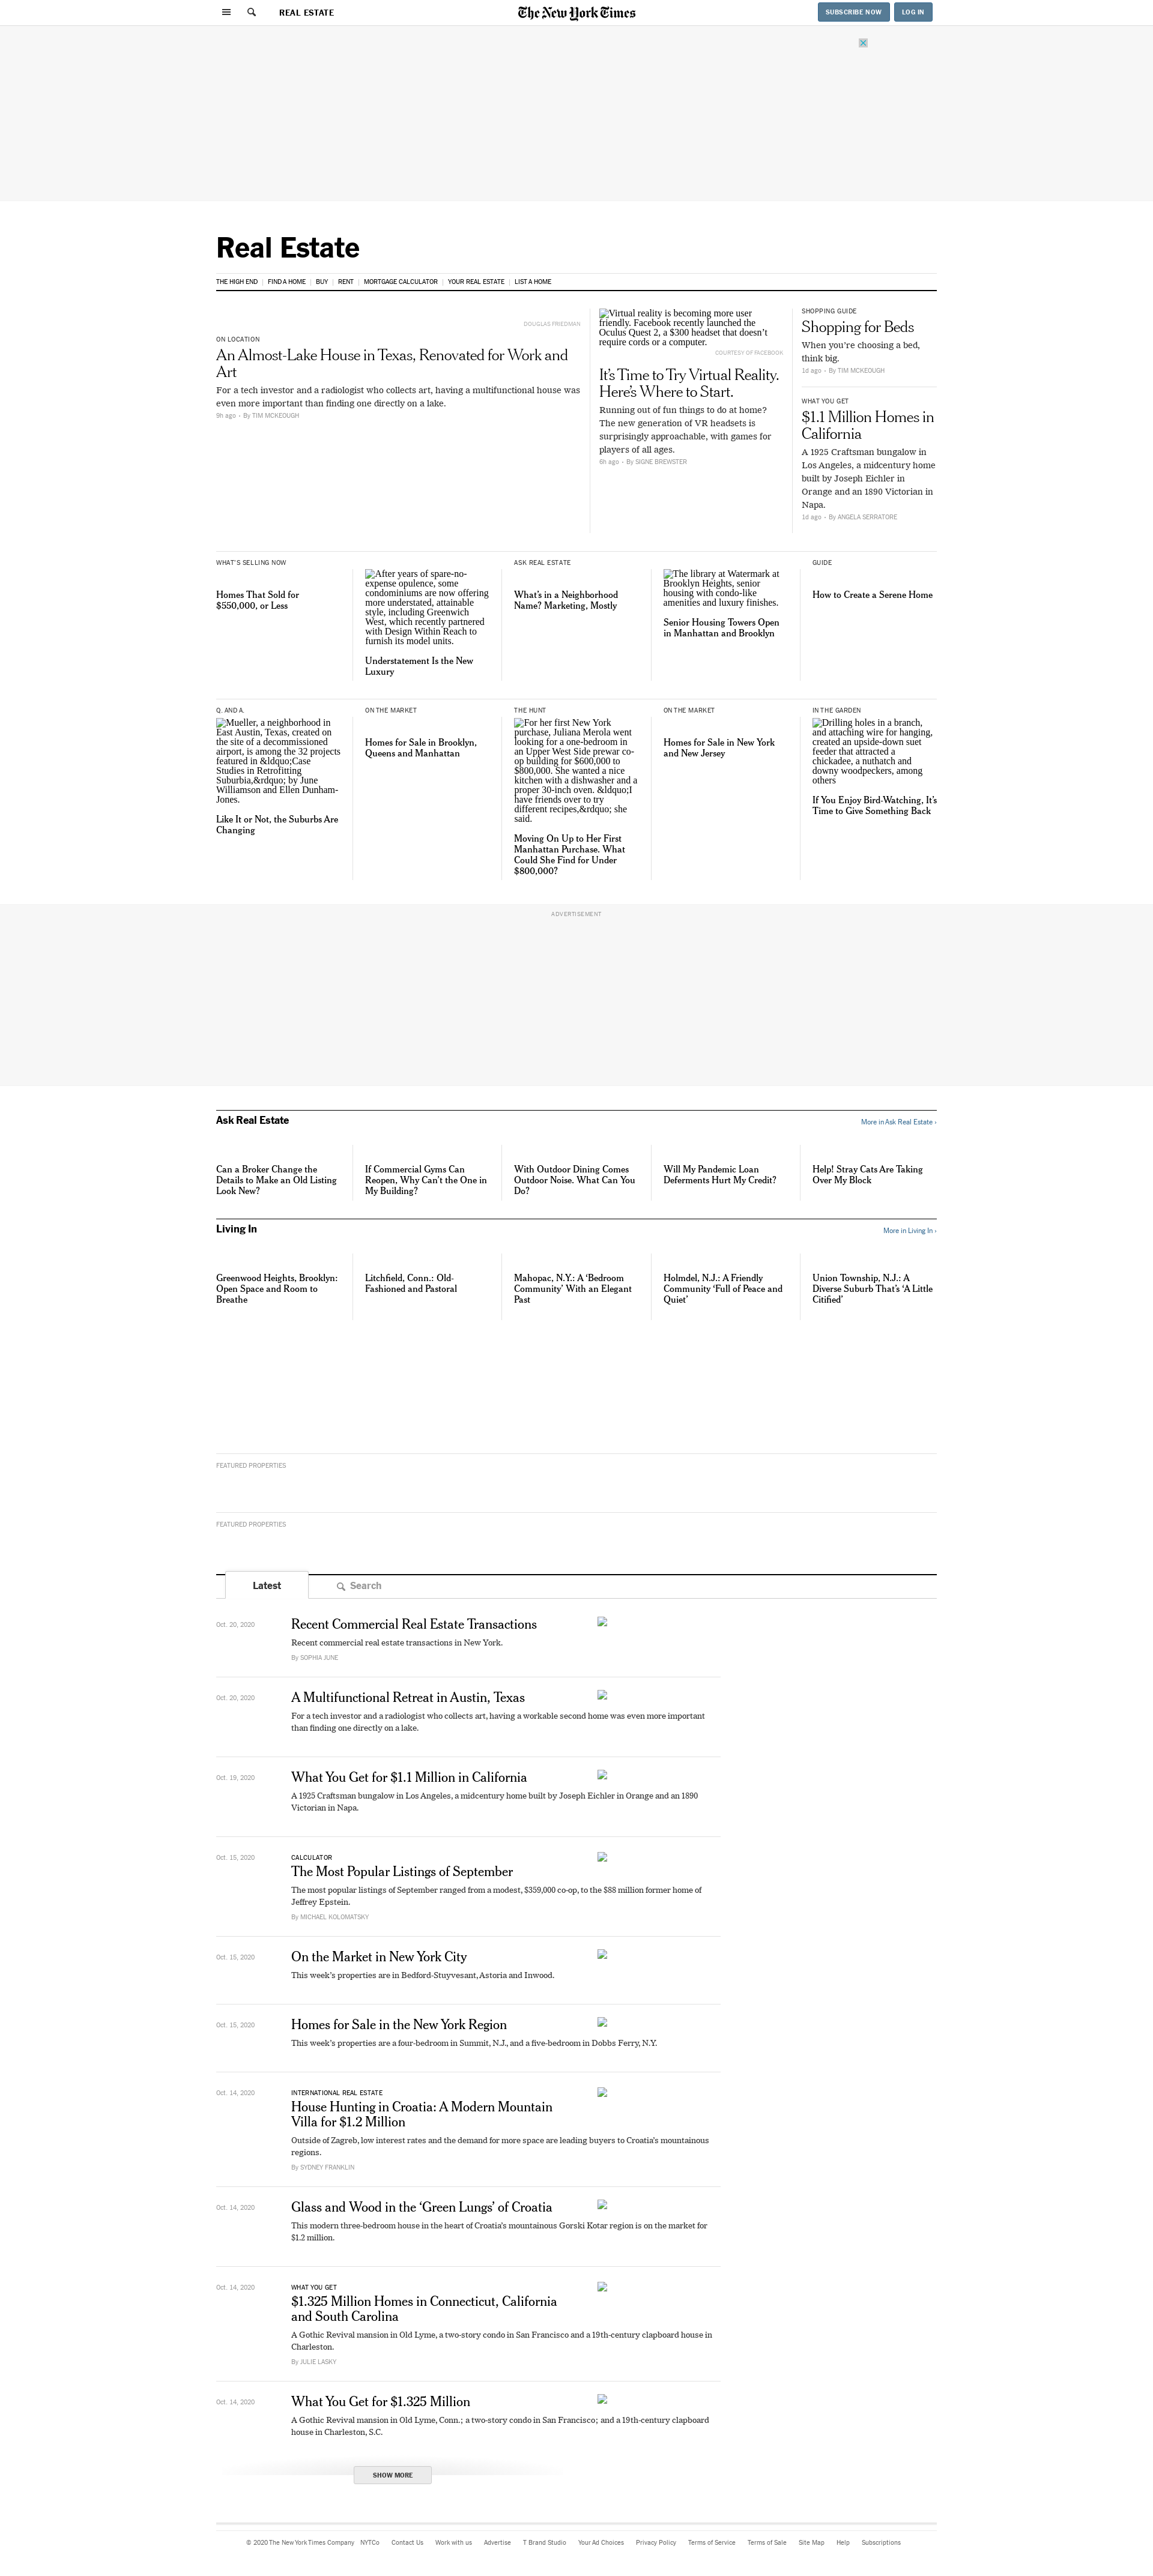 REAL ESTATE
The New York Times
SUBSCRIBE NOW
LOG IN
Real Estate
THE HIGH END
FIND A HOME
BUY
RENT
MORTGAGE CALCULATOR
YOUR REAL ESTATE
LIST A HOME
DOUGLAS FRIEDMAN
ON LOCATION
An Almost-Lake House in Texas, Renovated for Work and
Art
For a tech investor and a radiologist who collects art, having a multifunctional house was
even more important than finding one directly on a lake.
9h ago - By TIM MCKEOUGH
Virtual reality is becoming more user
friendly. Facebook recently launched the
Oculus Quest 2, a $300 headset that doesn’t
require cords or a computer.
COURTESY OF FACEBOOK
It’s Time to Try Virtual Reality.
Here’s Where to Start.
Running out of fun things to do at home?
The new generation of VR headsets is
surprisingly approachable, with games for
players of all ages.
6h ago - By SIGNE BREWSTER
SHOPPING GUIDE
Shopping for Beds
When you’re choosing a bed,
think big.
1d ago - By TIM MCKEOUGH
WHAT YOU GET
$1.1 Million Homes in
California
A 1925 Craftsman bungalow in
Los Angeles, a midcentury home
built by Joseph Eichler in
Orange and an 1890 Victorian in
Napa.
1d ago - By ANGELA SERRATORE
WHAT’S SELLING NOW
Homes That Sold for
$550,000, or Less
After years of spare-no-
expense opulence, some
condominiums are now offering
more understated, attainable
style, including Greenwich
West, which recently partnered
with Design Within Reach to
furnish its model units.
Understatement Is the New
Luxury
ASK REAL ESTATE
What’s in a Neighborhood
Name? Marketing, Mostly
The library at Watermark at
Brooklyn Heights, senior
housing with condo-like
amenities and luxury finishes.
Senior Housing Towers Open
in Manhattan and Brooklyn
GUIDE
How to Create a Serene Home
Q. AND A.
Mueller, a neighborhood in
East Austin, Texas, created on
the site of a decommissioned
airport, is among the 32 projects
featured in &ldquo;Case
Studies in Retrofitting
Suburbia,&rdquo; by June
Williamson and Ellen Dunham-
Jones.
Like It or Not, the Suburbs Are
Changing
ON THE MARKET
Homes for Sale in Brooklyn,
Queens and Manhattan
THE HUNT
For her first New York
purchase, Juliana Merola went
looking for a one-bedroom in
an Upper West Side prewar co-
op building for $600,000 to
$800,000. She wanted a nice
kitchen with a dishwasher and a
proper 30-inch oven. &ldquo;I
have friends over to try
different recipes,&rdquo; she
said.
Moving On Up to Her First
Manhattan Purchase. What
Could She Find for Under
$800,000?
ON THE MARKET
Homes for Sale in New York
and New Jersey
IN THE GARDEN
Drilling holes in a branch,
and attaching wire for hanging,
created an upside-down suet
feeder that attracted a
chickadee, a nuthatch and
downy woodpeckers, among
others
If You Enjoy Bird-Watching, It’s
Time to Give Something Back
ADVERTISEMENT
Ask Real Estate
More in Ask Real Estate ›
Can a Broker Change the
Details to Make an Old Listing
Look New?
If Commercial Gyms Can
Reopen, Why Can’t the One in
My Building?
With Outdoor Dining Comes
Outdoor Noise. What Can You
Do?
Will My Pandemic Loan
Deferments Hurt My Credit?
Help! Stray Cats Are Taking
Over My Block
Living In
More in Living In ›
Greenwood Heights, Brooklyn:
Open Space and Room to
Breathe
Litchfield, Conn.: Old-
Fashioned and Pastoral
Mahopac, N.Y.: A ‘Bedroom
Community’ With an Elegant
Past
Holmdel, N.J.: A Friendly
Community ‘Full of Peace and
Quiet’
Union Township, N.J.: A
Diverse Suburb That’s ‘A Little
Citified’
FEATURED PROPERTIES
FEATURED PROPERTIES
Latest
Search
Oct. 20, 2020
Recent Commercial Real Estate Transactions
Recent commercial real estate transactions in New York.
By SOPHIA JUNE
Oct. 20, 2020
A Multifunctional Retreat in Austin, Texas
For a tech investor and a radiologist who collects art, having a workable second home was even more important
than finding one directly on a lake.
Oct. 19, 2020
What You Get for $1.1 Million in California
A 1925 Craftsman bungalow in Los Angeles, a midcentury home built by Joseph Eichler in Orange and an 1890
Victorian in Napa.
Oct. 15, 2020
CALCULATOR
The Most Popular Listings of September
The most popular listings of September ranged from a modest, $359,000 co-op, to the $88 million former home of
Jeffrey Epstein.
By MICHAEL KOLOMATSKY
Oct. 15, 2020
On the Market in New York City
This week’s properties are in Bedford-Stuyvesant, Astoria and Inwood.
Oct. 15, 2020
Homes for Sale in the New York Region
This week’s properties are a four-bedroom in Summit, N.J., and a five-bedroom in Dobbs Ferry, N.Y.
Oct. 14, 2020
INTERNATIONAL REAL ESTATE
House Hunting in Croatia: A Modern Mountain
Villa for $1.2 Million
Outside of Zagreb, low interest rates and the demand for more space are leading buyers to Croatia’s mountainous
regions.
By SYDNEY FRANKLIN
Oct. 14, 2020
Glass and Wood in the ‘Green Lungs’ of Croatia
This modern three-bedroom house in the heart of Croatia’s mountainous Gorski Kotar region is on the market for
$1.2 million.
Oct. 14, 2020
WHAT YOU GET
$1.325 Million Homes in Connecticut, California
and South Carolina
A Gothic Revival mansion in Old Lyme, a two-story condo in San Francisco and a 19th-century clapboard house in
Charleston.
By JULIE LASKY
Oct. 14, 2020
What You Get for $1.325 Million
A Gothic Revival mansion in Old Lyme, Conn.; a two-story condo in San Francisco; and a 19th-century clapboard
house in Charleston, S.C.
SHOW MORE
© 2020 The New York Times Company
NYTCo
Contact Us
Work with us
Advertise
T Brand Studio
Your Ad Choices
Privacy Policy
Terms of Service
Terms of Sale
Site Map
Help
Subscriptions